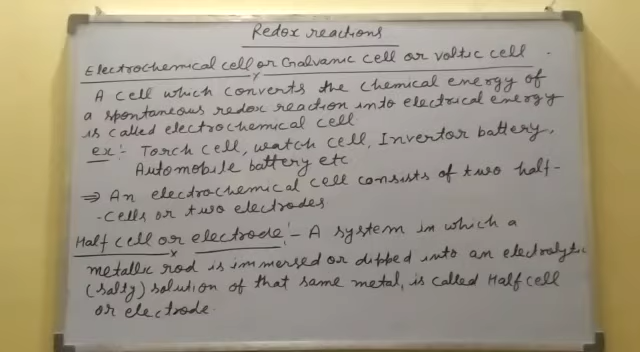 Redox reactions
Electrochemical cell or Galvanic cell or voltic cell .
A cell which converts the chemical energy of
a spontaneous redox reaction into electrical energy
is called electrochemical cell
ex:- Torch cell, watch cell, Invertor battery,
Automobile battery etc
⇒ An electrochemical cell consists of two half-
-cells or two electrodes.
Half cell or electrode:- A system in which a
metallic rod is immersed or dipped into an electrolytic
(salty) solution of that same metal, is called Half cell
or electrode.